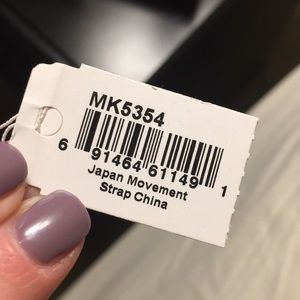 MK5354
6 91464 61149 1
Japan Movement
Strap China